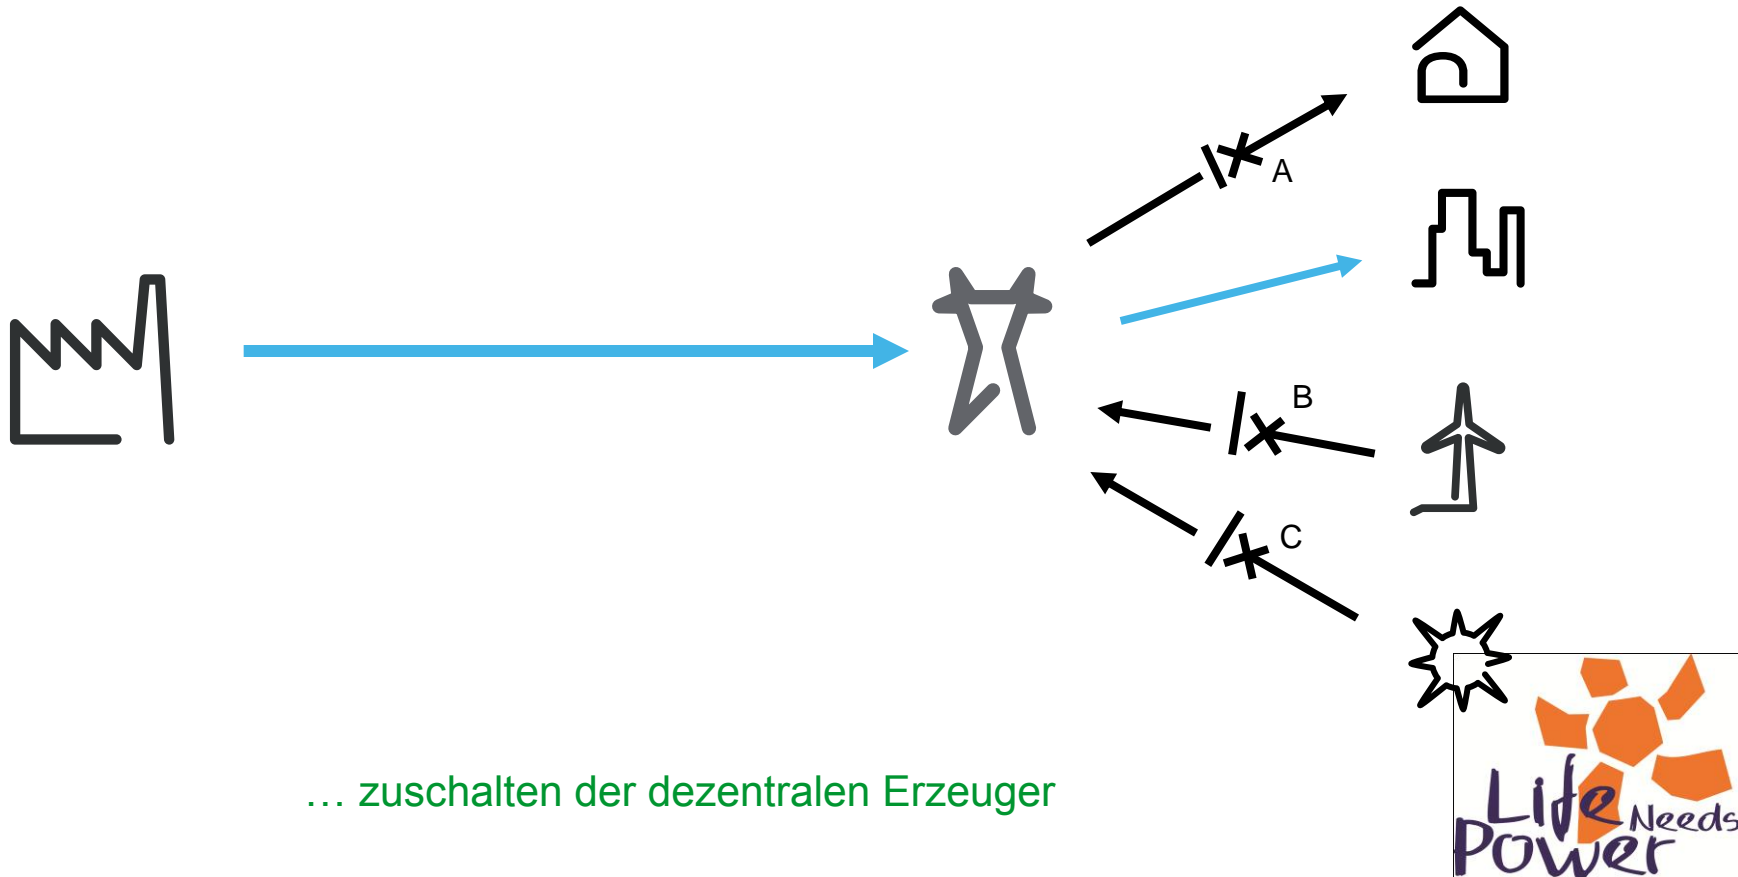 A
B
C
… zuschalten der dezentralen Erzeuger
Life Needs
Power